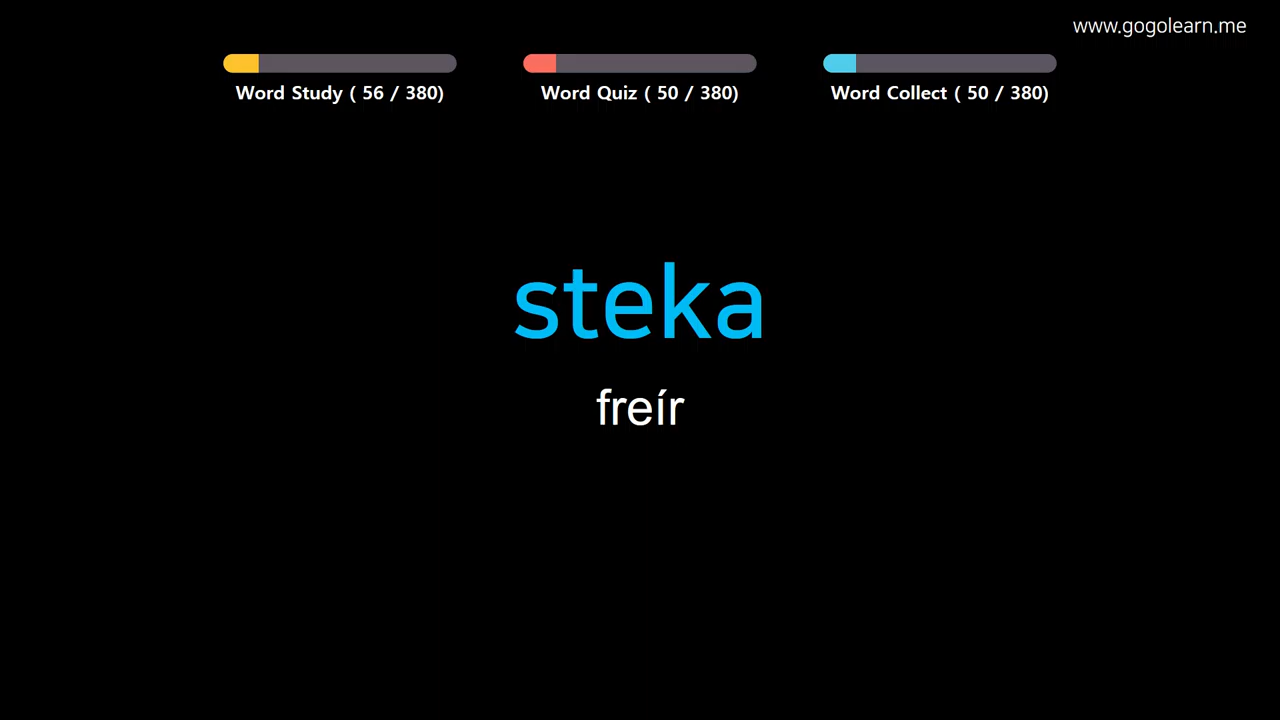 www.gogolearn.me
Word Study ( 56 / 380)
Word Quiz ( 50 / 380)
Word Collect ( 50 / 380)
steka
freír